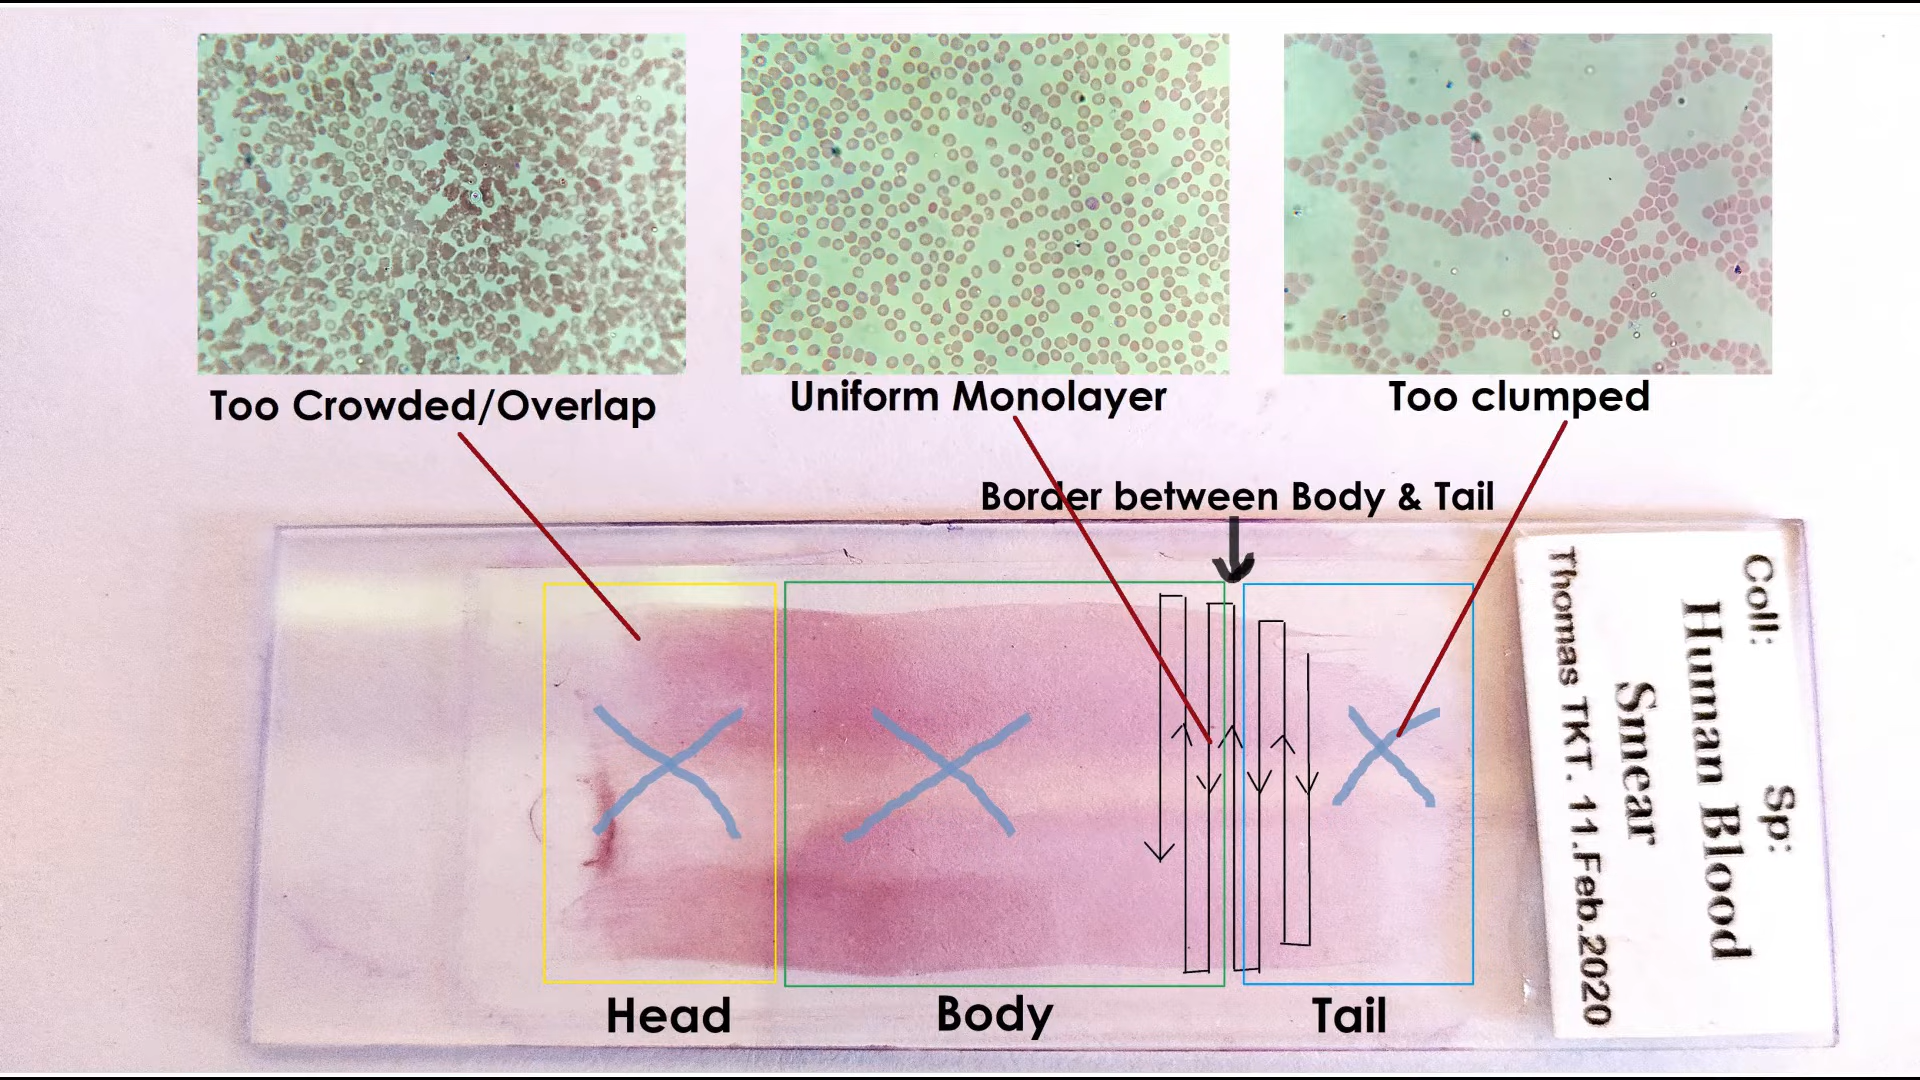 Too Crowded/Overlap
Uniform Monolayer
Too clumped
Border between Body & Tail
Head
Body
Tail
Coll:
Sp:
Human Blood
Smear
Thomas TKT. 11.Feb.2020